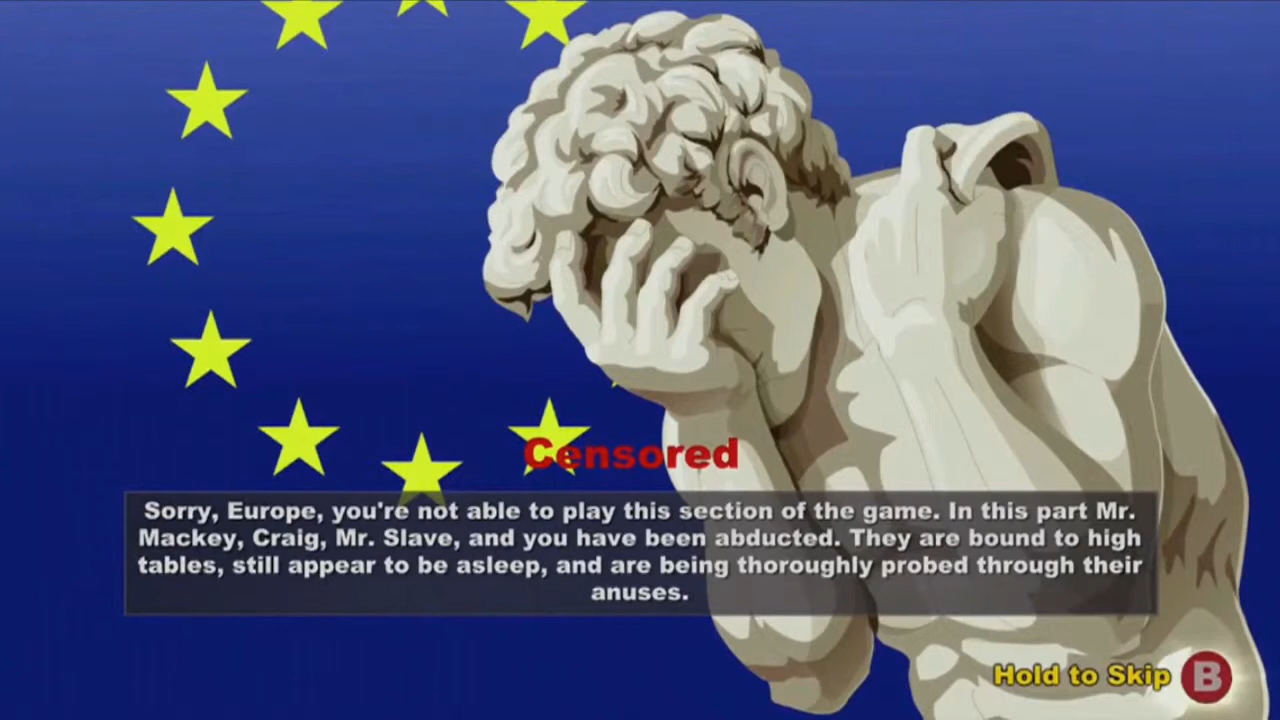 Censored
Sorry, Europe, you're not able to play this section of the game. In this part Mr.
Mackey, Craig, Mr. Slave, and you have been abducted. They are bound to high
tables, still appear to be asleep, and are being thoroughly probed through their
anuses.
Hold to Skip B